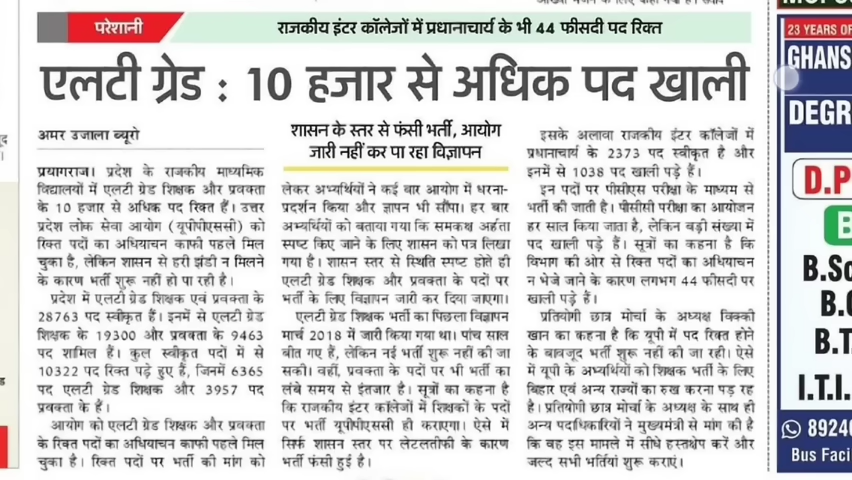 परेशानी
राजकीय इंटर कॉलेजों में प्रधानाचार्य के भी 44 फीसदी पद रिक्त
एलटी ग्रेड : 10 हजार से अधिक पद खाली
अमर उजाला ब्यूरो
प्रयागराज। प्रदेश के राजकीय माध्यमिक
विद्यालयों में एलटी ग्रेड शिक्षक और प्रवक्ता
के 10 हजार से अधिक पद रिक्त हैं। उत्तर
प्रदेश लोक सेवा आयोग (यूपीपीएससी) को
रिक्त पदों का अधियाचन काफी पहले मिल
चुका है, लेकिन शासन से हरी झंडी न मिलने
के कारण भर्ती शुरू नहीं हो पा रही है।
प्रदेश में एलटी ग्रेड शिक्षक एवं प्रवक्ता के
28763 पद स्वीकृत हैं। इनमें से एलटी ग्रेड
शिक्षक के 19300 और प्रवक्ता के 9463
पद शामिल हैं। कुल स्वीकृत पदों में से
10322 पद रिक्त पड़े हुए हैं, जिनमें 6365
पद एलटी ग्रेड शिक्षक और 3957 पद
प्रवक्ता के हैं।
आयोग को एलटी ग्रेड शिक्षक और प्रवक्ता
के रिक्त पदों का अधियाचन काफी पहले मिल
चुका है। रिक्त पदों पर भर्ती की मांग को
शासन के स्तर से फंसी भर्ती, आयोग
जारी नहीं कर पा रहा विज्ञापन
लेकर अभ्यर्थियों ने कई बार आयोग में धरना-
प्रदर्शन किया और ज्ञापन भी सौंपा। हर बार
अभ्यर्थियों को बताया गया कि समकक्ष अर्हता
स्पष्ट किए जाने के लिए शासन को पत्र लिखा
गया है। शासन स्तर से स्थिति स्पष्ट होते ही
एलटी ग्रेड शिक्षक और प्रवक्ता के पदों पर
भर्ती के लिए विज्ञापन जारी कर दिया जाएगा।
एलटी ग्रेड शिक्षक भर्ती का पिछला विज्ञापन
मार्च 2018 में जारी किया गया था। पांच साल
बीत गए हैं, लेकिन नई भर्ती शुरू नहीं की जा
सकी। वहीं, प्रवक्ता के पदों पर भी भर्ती का
लंबे समय से इंतजार है। सूत्रों का कहना है
कि राजकीय इंटर कॉलेजों में शिक्षकों के पदों
पर भर्ती यूपीपीएससी ही कराएगा। ऐसे में
सिर्फ शासन स्तर पर लेटलतीफी के कारण
भर्ती फंसी हुई है।
इसके अलावा राजकीय इंटर कॉलेजों में
प्रधानाचार्य के 2373 पद स्वीकृत है और
इनमें से 1038 पद खाली पड़े हैं।
इन पदों पर पीसीएस परीक्षा के माध्यम से
भर्ती की जाती है। पीसीसी परीक्षा का आयोजन
हर साल किया जाता है, लेकिन बड़ी संख्या में
पद खाली पड़े हैं। सूत्रों का कहना है कि
विभाग की ओर से रिक्त पदों का अधियाचन
न भेजे जाने के कारण लगभग 44 फीसदी पद
खाली पड़े हैं।
प्रतियोगी छात्र मोर्चा के अध्यक्ष विक्की
खान का कहना है कि यूपी में पद रिक्त होने
के बावजूद भर्ती शुरू नहीं की जा रही। ऐसे
में यूपी के अभ्यर्थियों को शिक्षक भर्ती के लिए
बिहार एवं अन्य राज्यों का रुख करना पड़ रहा
है। प्रतियोगी छात्र मोर्चा के अध्यक्ष के साथ ही
अन्य पदाधिकारियों ने मुख्यमंत्री से मांग की है
कि वह इस मामले में सीधे हस्तक्षेप करें और
जल्द सभी भर्तियां शुरू कराएं।
23 YEARS OF
GHANS
DEGR
D.P
B
B.Sc
B.C
B.T.
I.T.I.
8924
Bus Faci